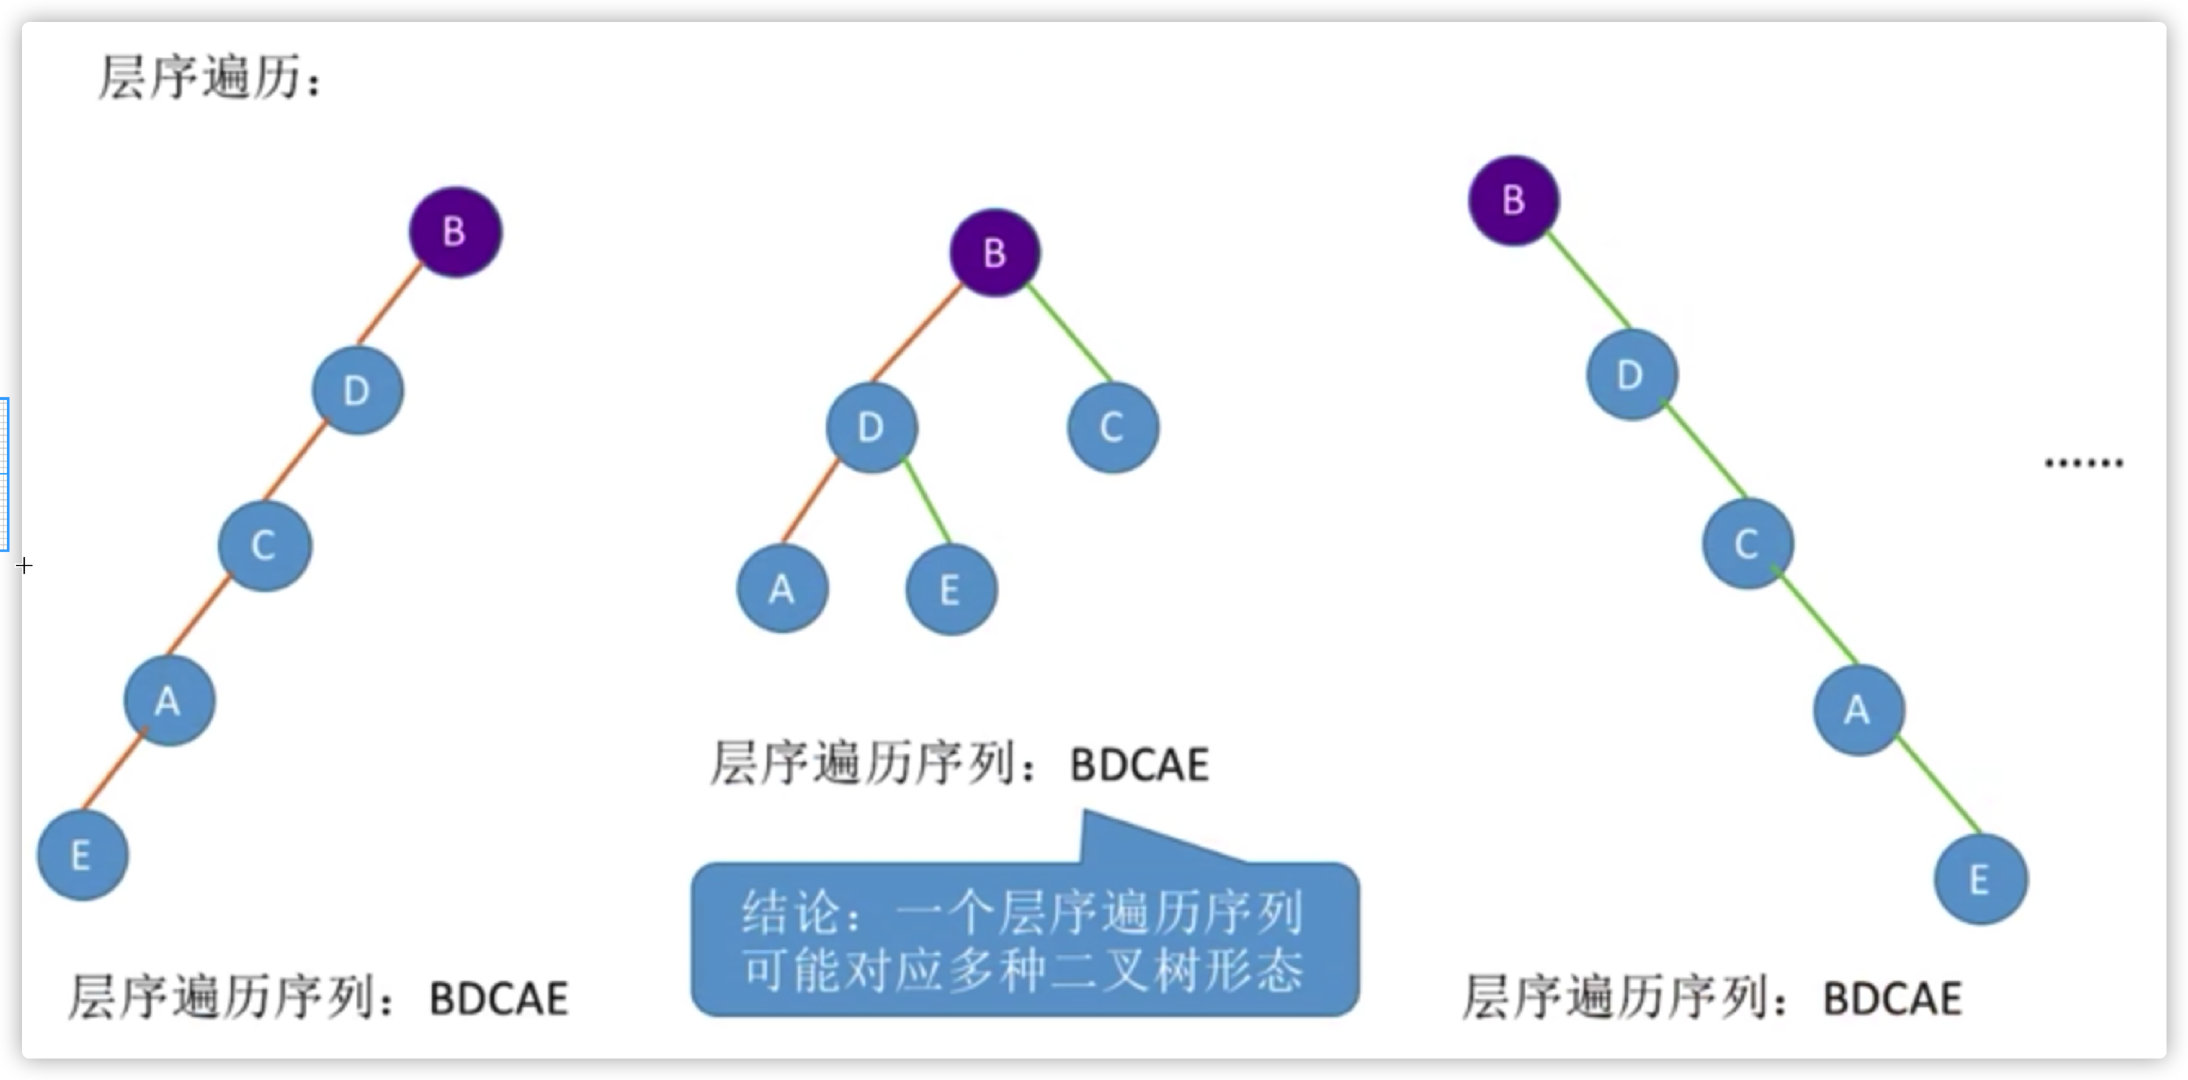 层序遍历：
B
D
C
A
E
层序遍历序列：BDCAE
B
D
C
A
E
层序遍历序列：BDCAE
结论：一个层序遍历序列
可能对应多种二叉树形态
B
D
C
A
E
层序遍历序列：BDCAE
......